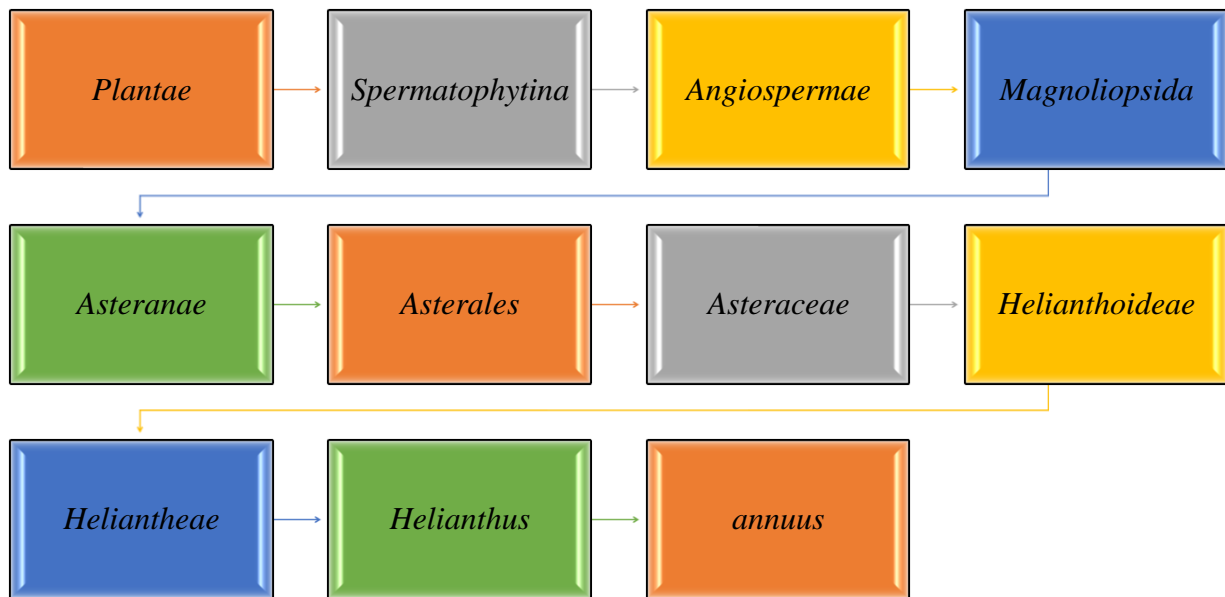 Plantae
Spermatophytina
Angiospermae
Magnoliopsida
Asteranae
Asterales
Asteraceae
Helianthoideae
Heliantheae
Helianthus
annuus